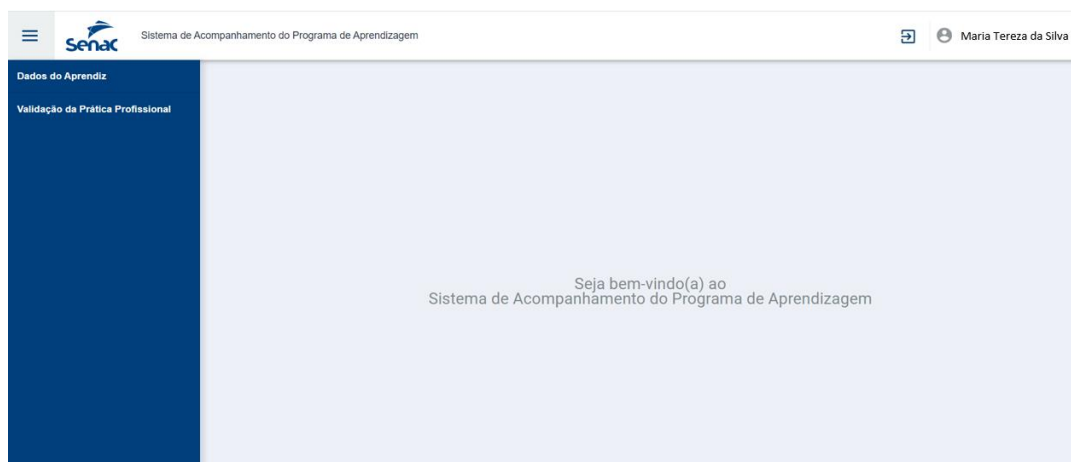 Senac
Sistema de Acompanhamento do Programa de Aprendizagem
Maria Tereza da Silva
Dados do Aprendiz
Validação da Prática Profissional
Seja bem-vindo(a) ao
Sistema de Acompanhamento do Programa de Aprendizagem